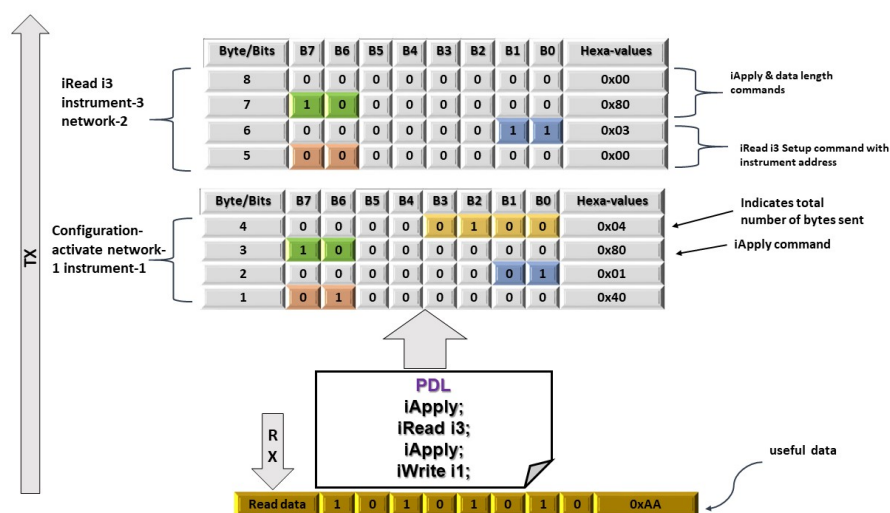 TX
iRead i3
instrument-3
network-2
Byte/Bits B7 B6 B5 B4 B3 B2 B1 B0 Hexa-values
8 0 0 0 0 0 0 0 0 0x00
7 1 0 0 0 0 0 0 0 0x80
6 0 0 0 0 0 0 1 1 0x03
5 0 0 0 0 0 0 0 0 0x00
iApply & data length
commands
iRead i3 Setup command with
instrument address
Configuration-
activate network-
1 instrument-1
Byte/Bits B7 B6 B5 B4 B3 B2 B1 B0 Hexa-values
4 0 0 0 0 0 1 0 0 0x04
3 1 0 0 0 0 0 0 0 0x80
2 0 0 0 0 0 0 0 1 0x01
1 0 1 0 0 0 0 0 0 0x40
Indicates total
number of bytes sent
iApply command
PDL
iApply;
iRead i3;
iApply;
iWrite i1;
R
X
useful data
Read data 1 0 1 0 1 0 1 0 0xAA